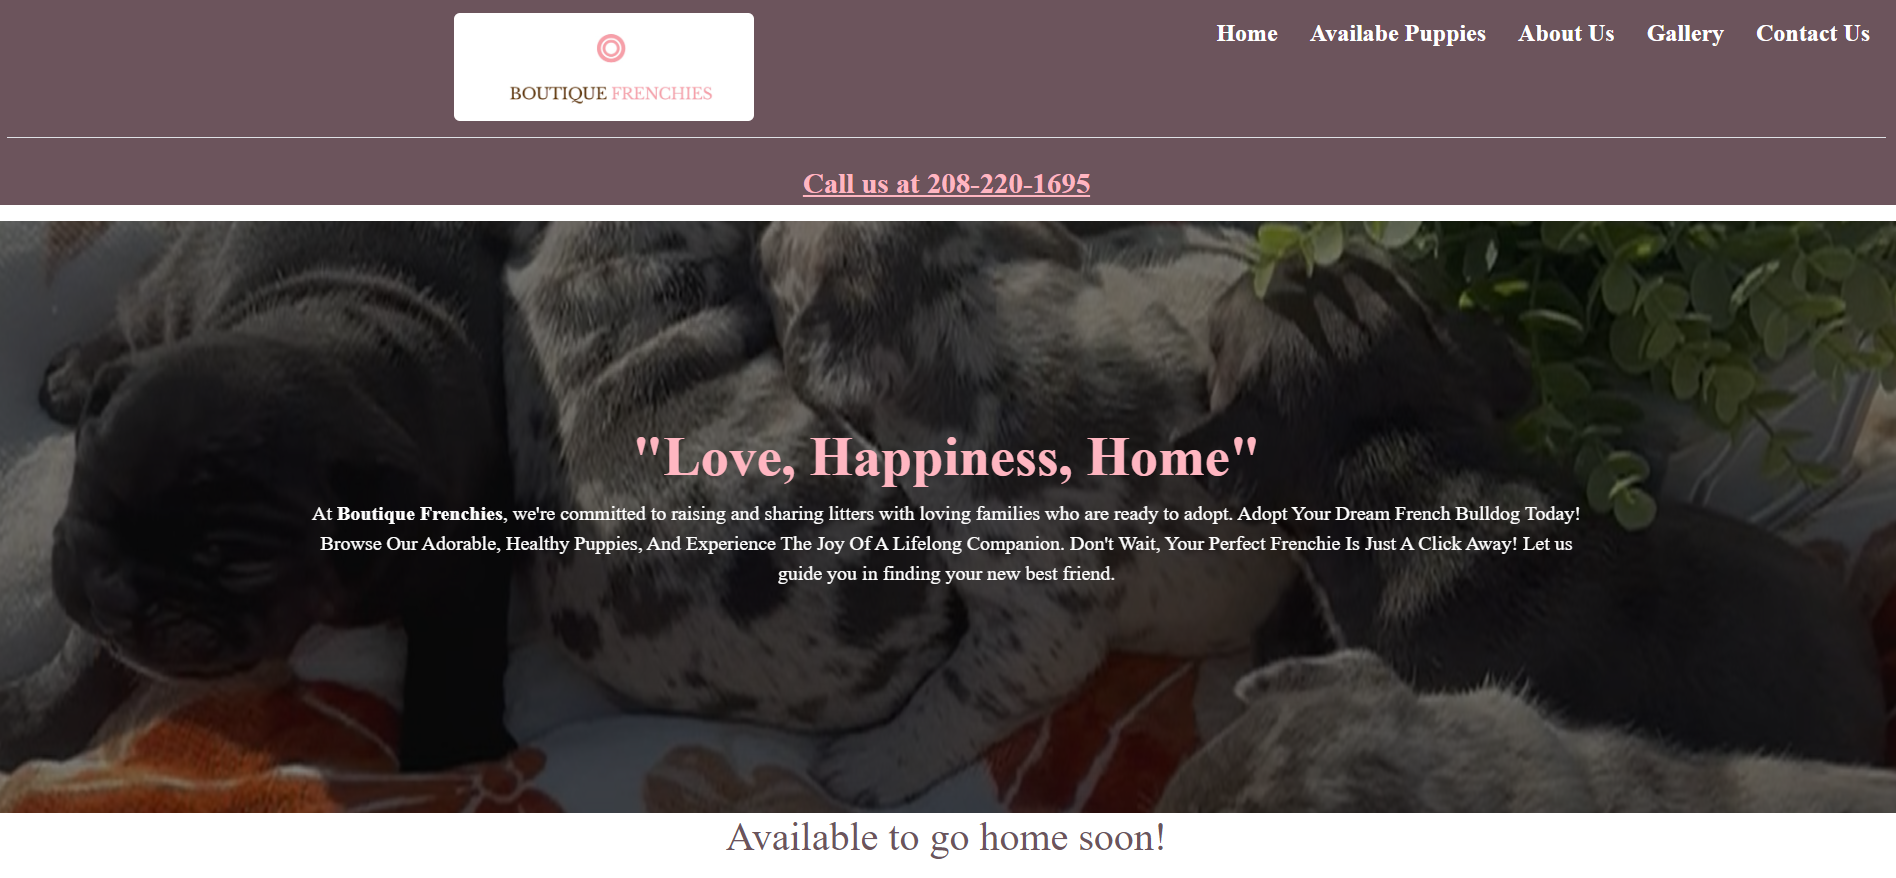 BOUTIQUE FRENCHIES
Home Availabe Puppies About Us Gallery Contact Us
Call us at 208-220-1695
"Love, Happiness, Home"
At Boutique Frenchies, we're committed to raising and sharing litters with loving families who are ready to adopt. Adopt Your Dream French Bulldog Today!
Browse Our Adorable, Healthy Puppies, And Experience The Joy Of A Lifelong Companion. Don't Wait, Your Perfect Frenchie Is Just A Click Away! Let us
guide you in finding your new best friend.
Available to go home soon!